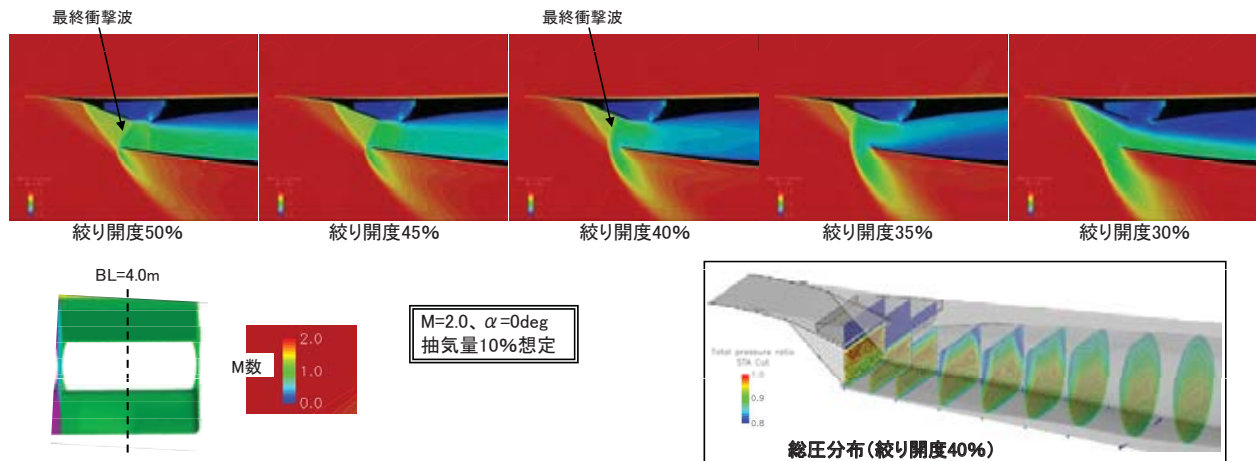 最終衝撃波
最終衝撃波
絞り開度50%
絞り開度45%
絞り開度40%
絞り開度35%
絞り開度30%
BL=4.0m
M数
2.0
1.0
0.0
M=2.0、α=0deg
抽気量10%想定
Total pressure ratio
STA Cut
1.0
0.9
0.8
総圧分布(絞り開度40%)